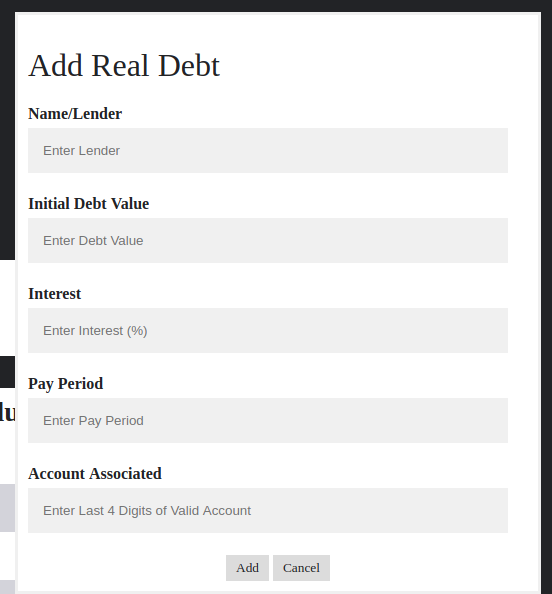 Add Real Debt
Name/Lender
Enter Lender
Initial Debt Value
Enter Debt Value
Interest
Enter Interest (%)
Pay Period
Enter Pay Period
Account Associated
Enter Last 4 Digits of Valid Account
Add Cancel